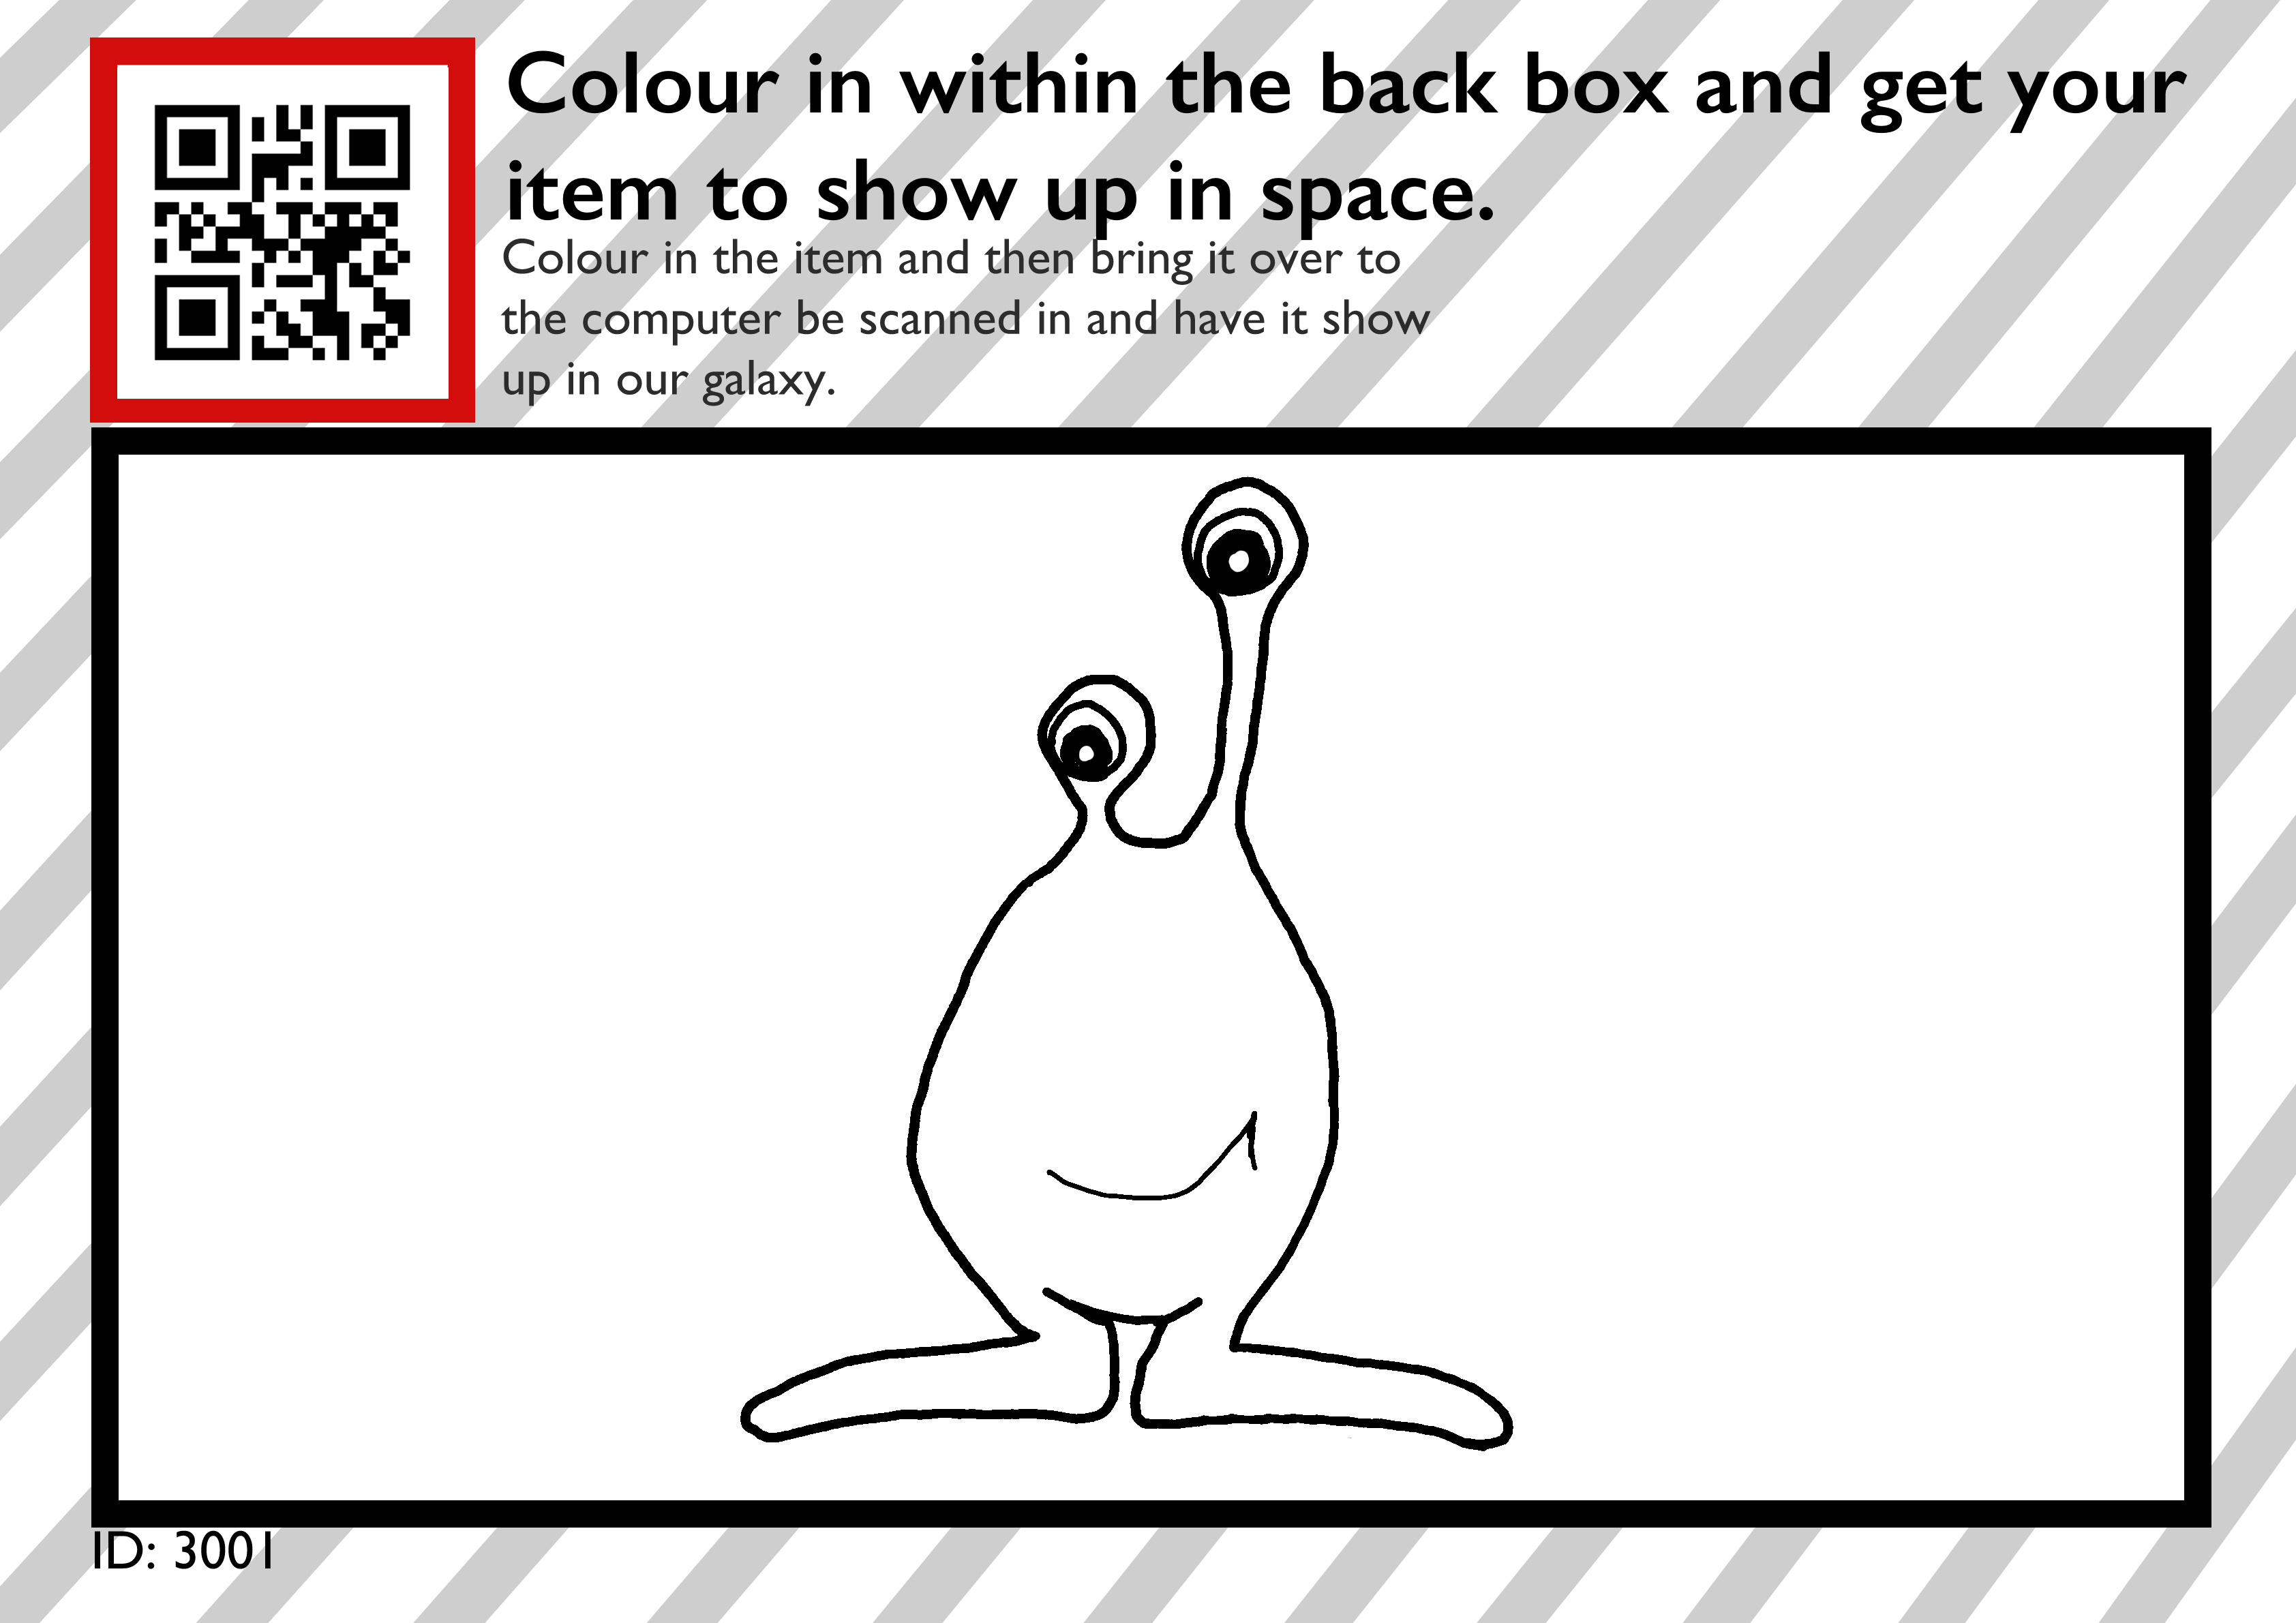 Colour in within the back box and get your
item to show up in space.
Colour in the item and then bring it over to
the computer be scanned in and have it show
up in our galaxy.
ID: 3001